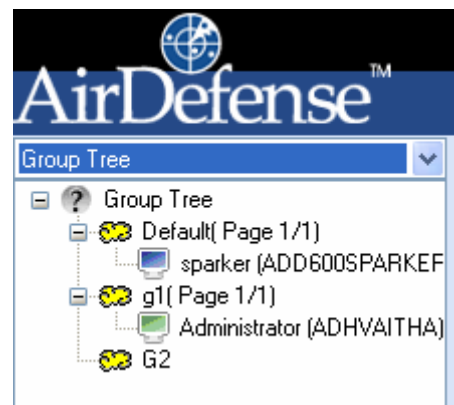 AirDefense™
Group Tree
Group Tree
Default( Page 1/1)
sparker (ADD600SPARKEF
g1( Page 1/1)
Administrator (ADHVAITHA)
G2